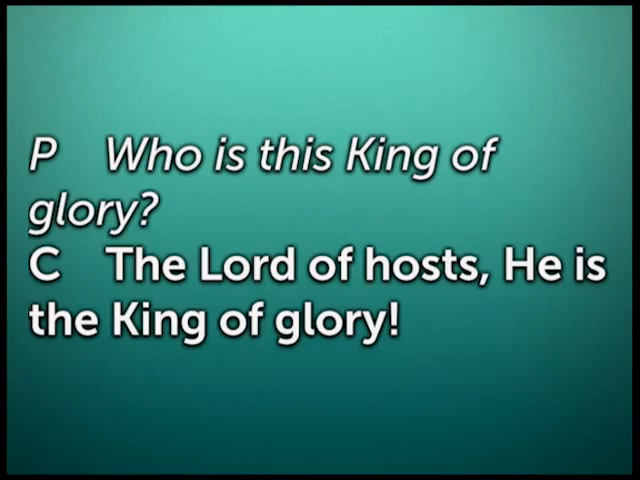 P Who is this King of
glory?
C The Lord of hosts, He is
the King of glory!